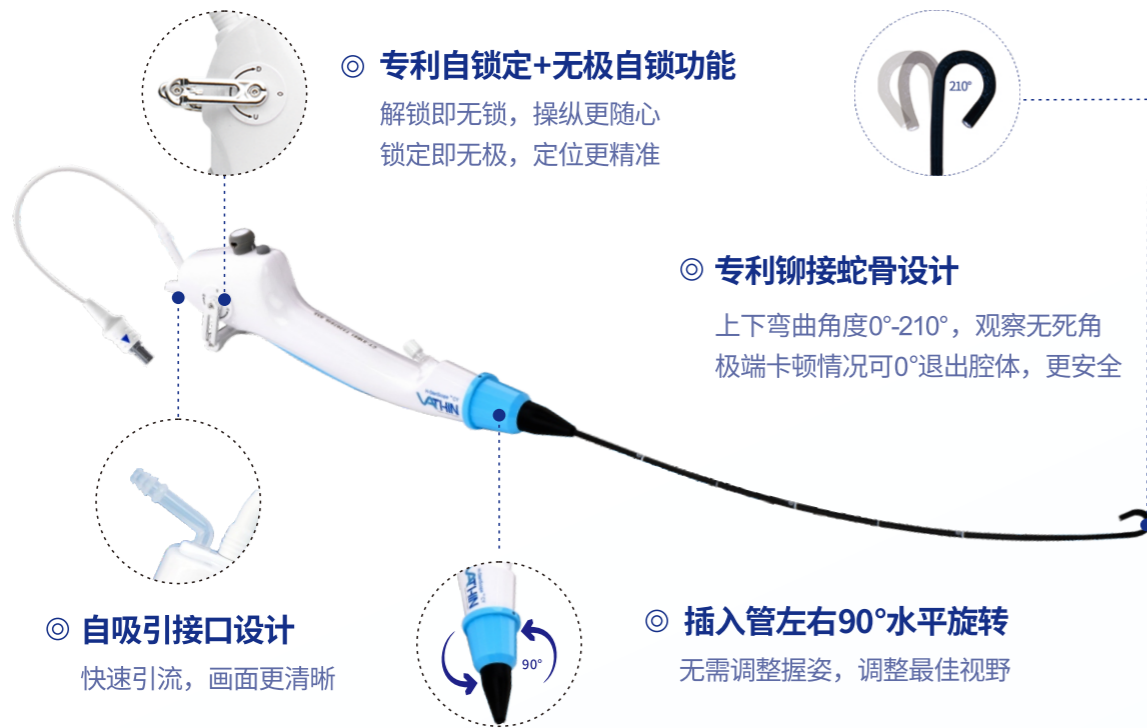 ◎ 专利自锁定+无极自锁功能
解锁即无锁，操纵更随心
锁定即无极，定位更精准
210°
◎ 专利铆接蛇骨设计
上下弯曲角度0°-210°，观察无死角
极端卡顿情况可0°退出腔体，更安全
VATHIN
D
U
◎ 自吸引接口设计
快速引流，画面更清晰
VATHIN
90°
◎ 插入管左右90°水平旋转
无需调整握姿，调整最佳视野